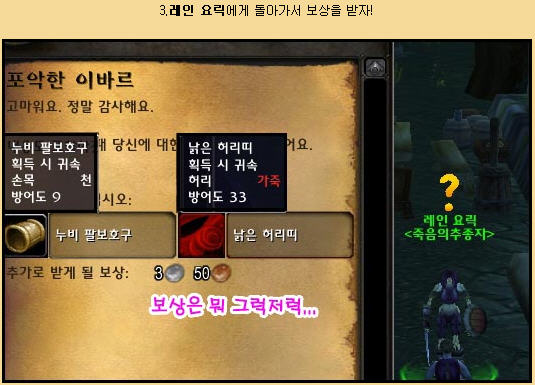 3.레인 요릭에게 돌아가서 보상을 받자!
포악한 이바르
고마워요. 정말 감사해요.
당신에 대한
어요.
누비 팔보호구
획득 시 귀속
손목 천
방어도 9
낡은 허리띠
획득 시 귀속
허리 가죽
방어도 33
십시오:
누비 팔보호구
낡은 허리띠
추가로 받게 될 보상: 3 50
보상은 뭐 그럭저럭...
레인 요릭
<죽음의추종자>